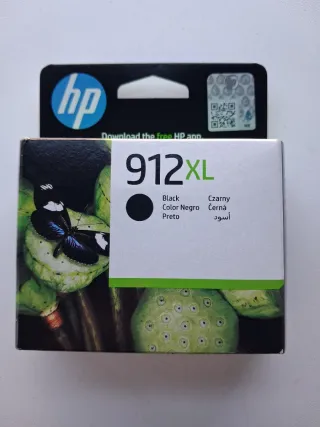 hp
Download the free HP app.
912XL
Black Czarny
Color Negro Černá
Preto أسود